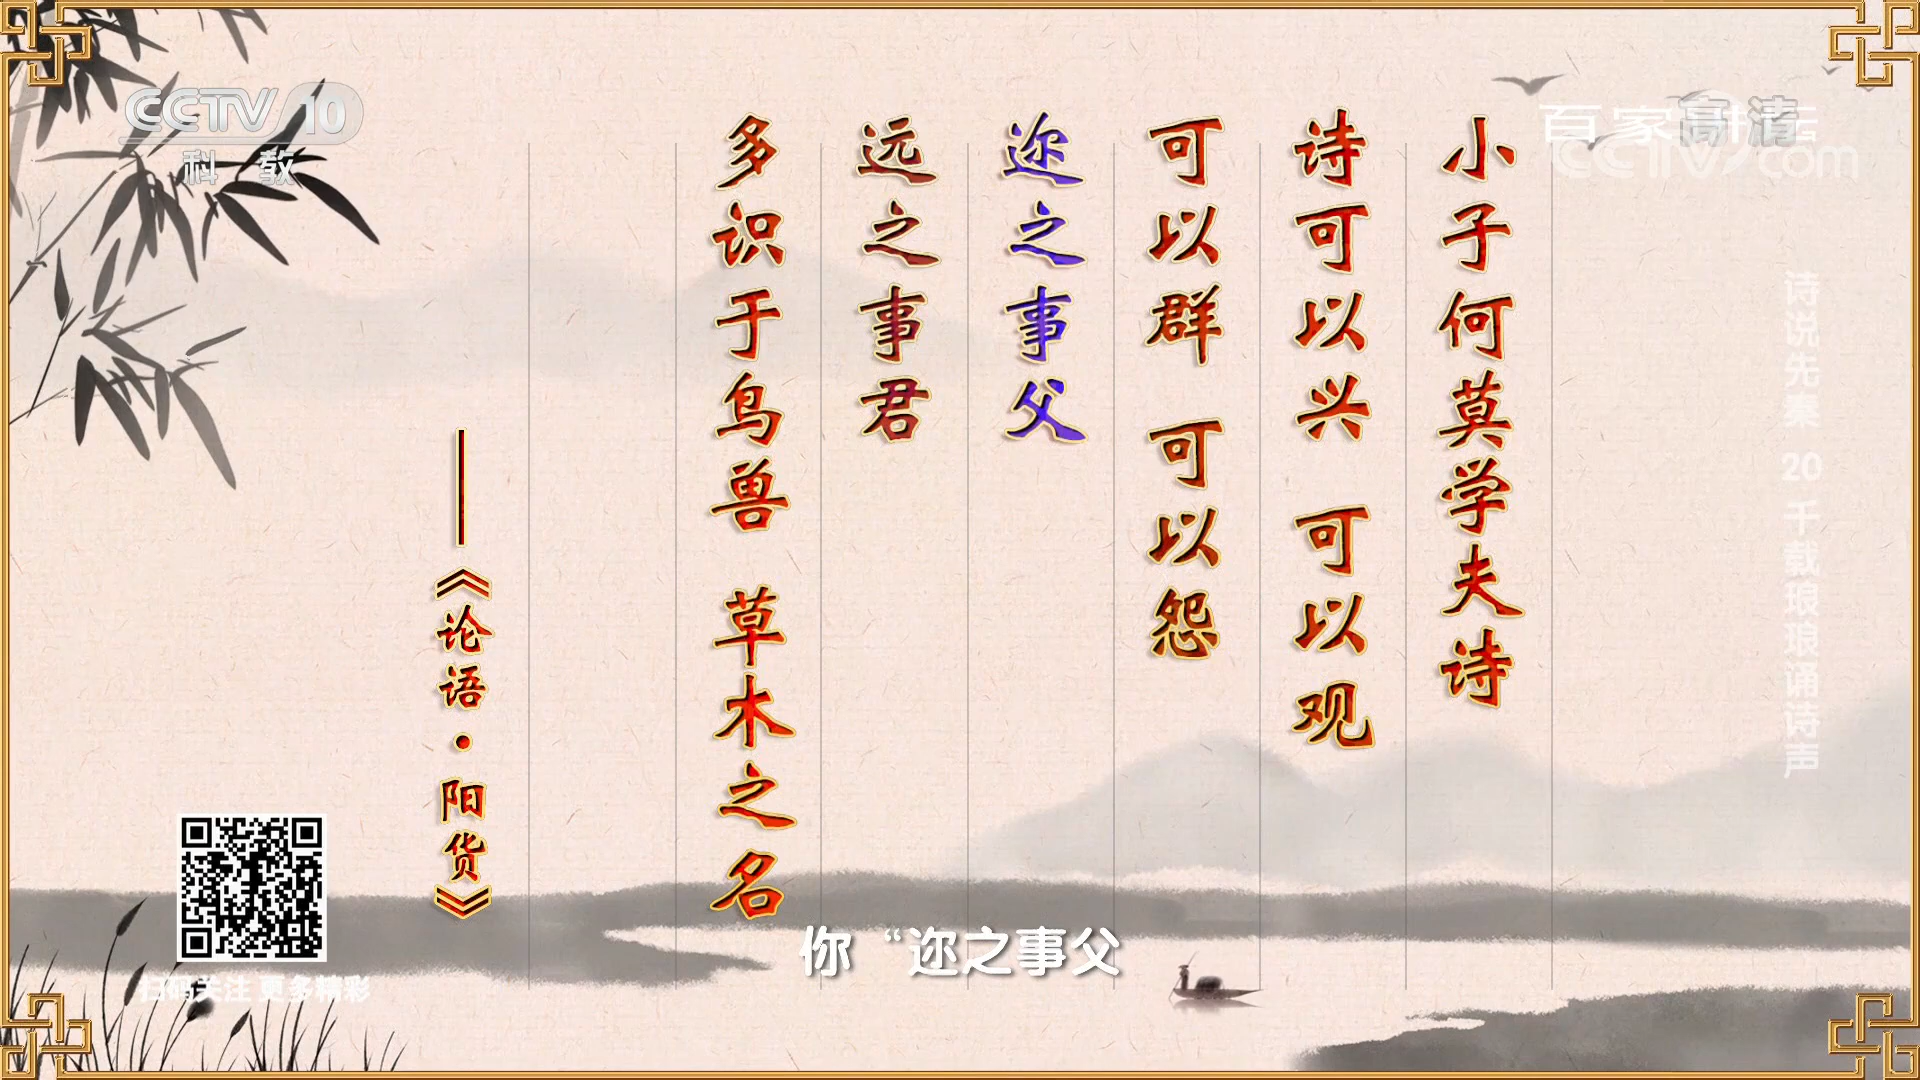 CCTV 10
科 教
百家讲坛
高清
CCTV.com
小子何莫学夫诗
诗可以兴 可以观
可以群 可以怨
迩之事父
远之事君
多识于鸟兽 草木之名
——《论语·阳货》
诗说先秦 20 千载琅琅诵诗声
扫码关注 更多精彩
你“迩之事父